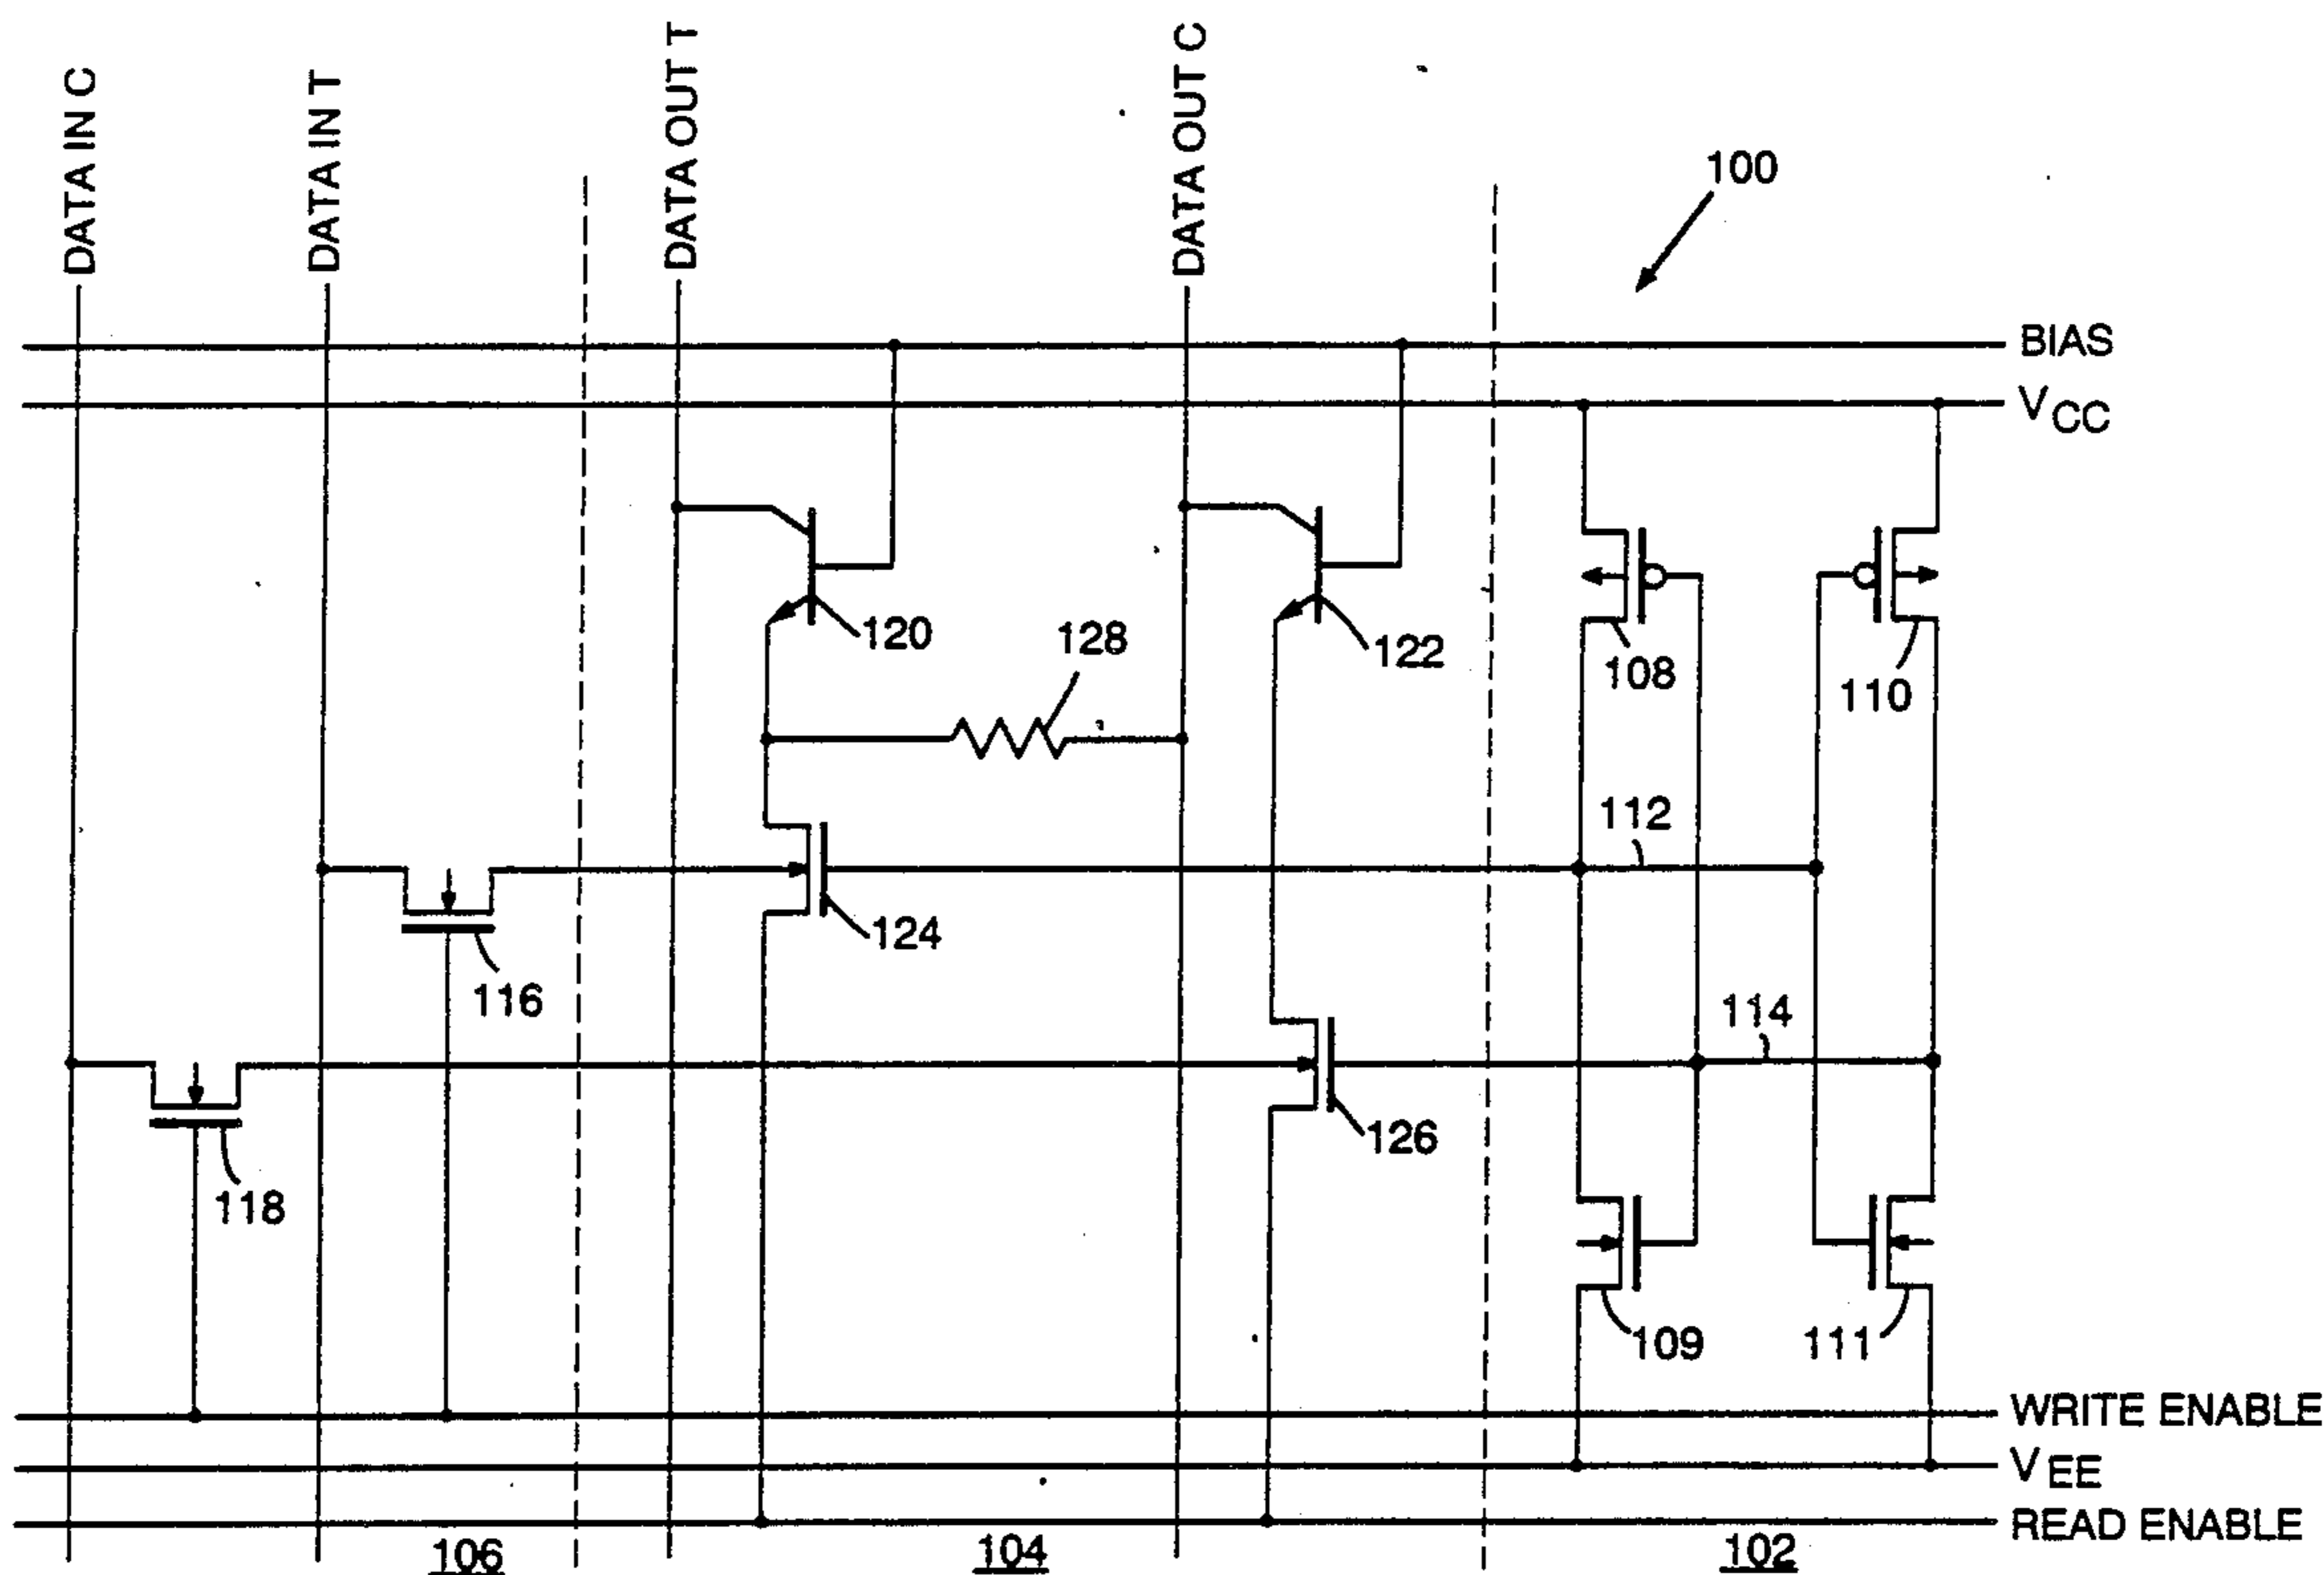 DATA IN C
DATA IN T
DATA OUT T
DATA OUT C
100
BIAS
VCC
120
128
122
108
110
112
124
116
114
126
118
109
111
WRITE ENABLE
VEE
READ ENABLE
106
104
102